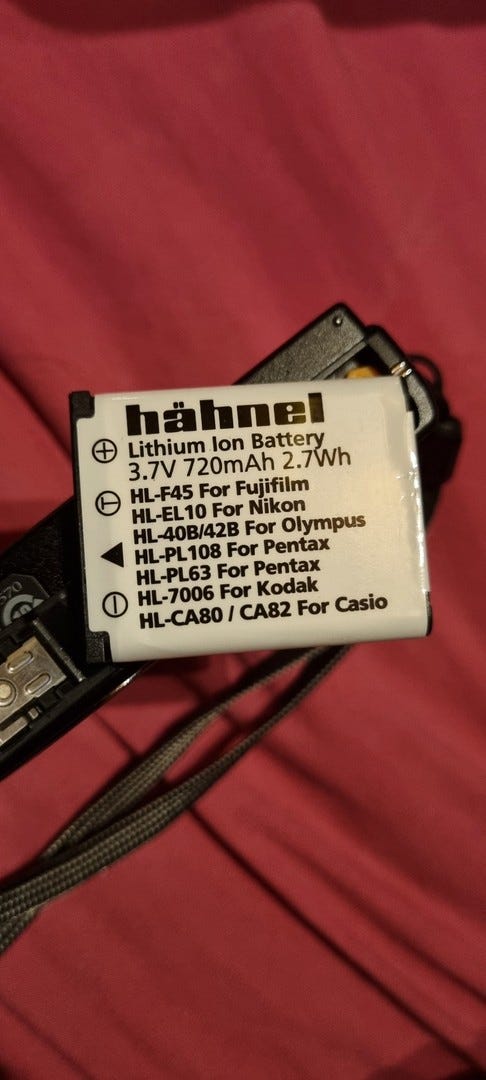 hähnel
Lithium Ion Battery
3.7V 720mAh 2.7Wh
HL-F45 For Fujifilm
HL-EL10 For Nikon
HL-40B/42B For Olympus
HL-PL108 For Pentax
HL-PL63 For Pentax
HL-7006 For Kodak
HL-CA80 / CA82 For Casio